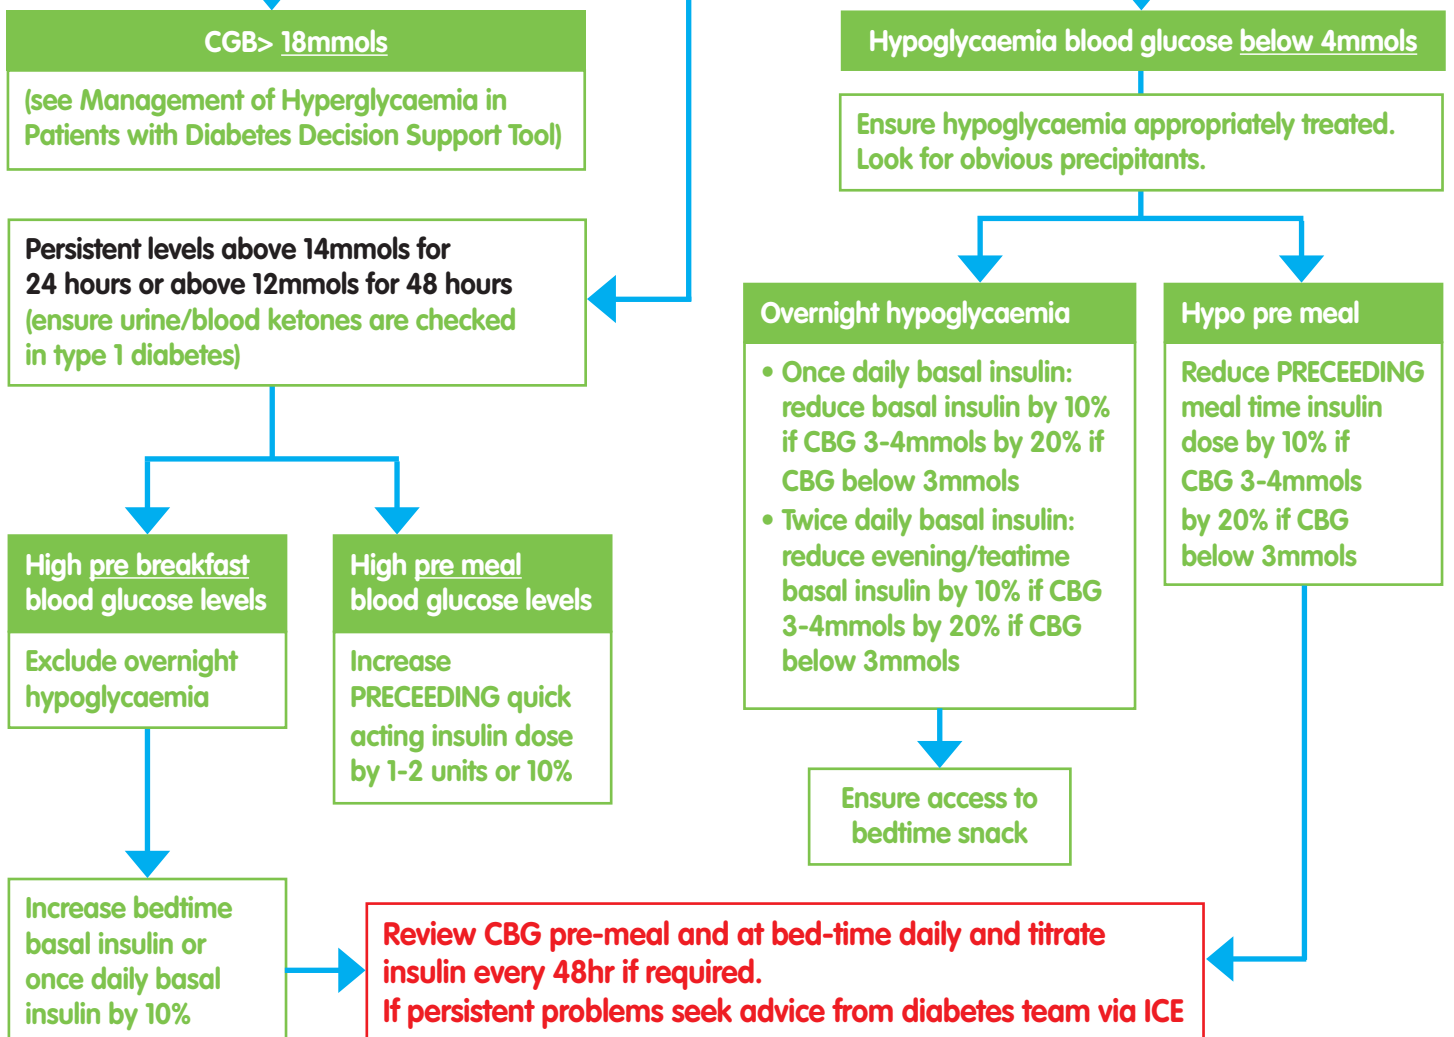 CGB> 18mmols
(see Management of Hyperglycaemia in
Patients with Diabetes Decision Support Tool)
Hypoglycaemia blood glucose below 4mmols
Ensure hypoglycaemia appropriately treated.
Look for obvious precipitants.
Persistent levels above 14mmols for
24 hours or above 12mmols for 48 hours
(ensure urine/blood ketones are checked
in type 1 diabetes)
Overnight hypoglycaemia
• Once daily basal insulin:
reduce basal insulin by 10%
if CBG 3-4mmols by 20% if
CBG below 3mmols
• Twice daily basal insulin:
reduce evening/teatime
basal insulin by 10% if CBG
3-4mmols by 20% if CBG
below 3mmols
Hypo pre meal
Reduce PRECEEDING
meal time insulin
dose by 10% if
CBG 3-4mmols
by 20% if CBG
below 3mmols
High pre breakfast
blood glucose levels
Exclude overnight
hypoglycaemia
High pre meal
blood glucose levels
Increase
PRECEEDING quick
acting insulin dose
by 1-2 units or 10%
Ensure access to
bedtime snack
Increase bedtime
basal insulin or
once daily basal
insulin by 10%
Review CBG pre-meal and at bed-time daily and titrate
insulin every 48hr if required.
If persistent problems seek advice from diabetes team via ICE